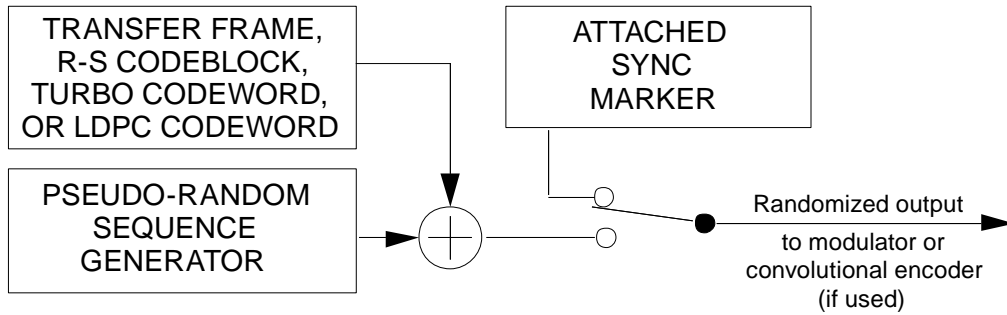 TRANSFER FRAME,
R-S CODEBLOCK,
TURBO CODEWORD,
OR LDPC CODEWORD
ATTACHED
SYNC
MARKER
PSEUDO-RANDOM
SEQUENCE
GENERATOR
Randomized output
to modulator or
convolutional encoder
(if used)